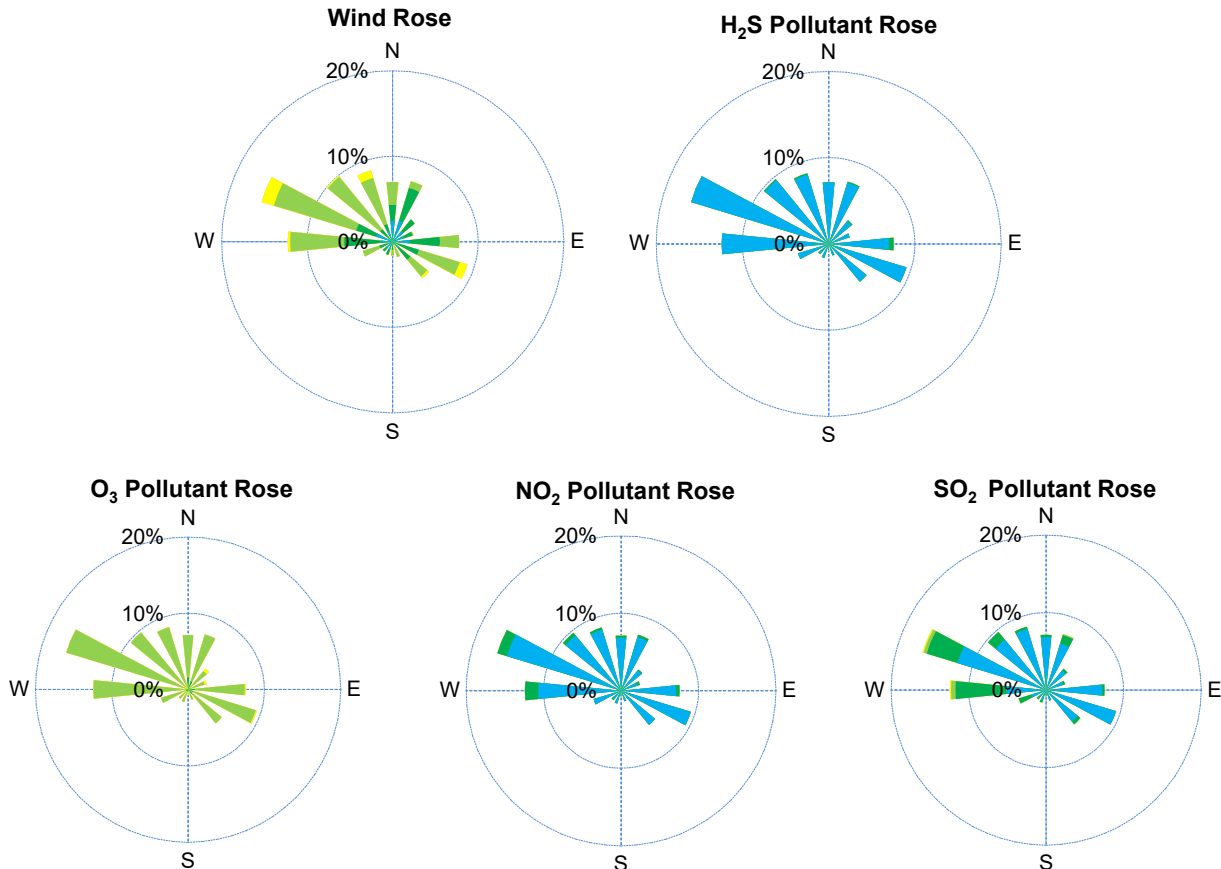 Wind Rose
N
20%
10%
0%
W
E
S
H₂S Pollutant Rose
N
20%
10%
0%
W
E
S
O₃ Pollutant Rose
N
20%
10%
0%
W
E
S
NO₂ Pollutant Rose
N
20%
10%
0%
W
E
S
SO₂ Pollutant Rose
N
20%
10%
0%
W
E
S